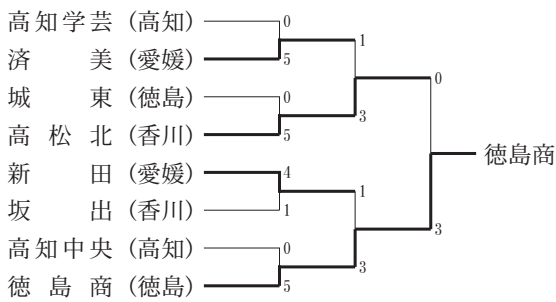 高知学芸 (高知) 0
1
済美 (愛媛) 5
0
城東 (徳島) 0
3
高松北 (香川) 5
徳島商
新田 (愛媛) 4
1
坂出 (香川) 1
3
高知中央 (高知) 0
3
徳島商 (徳島) 5